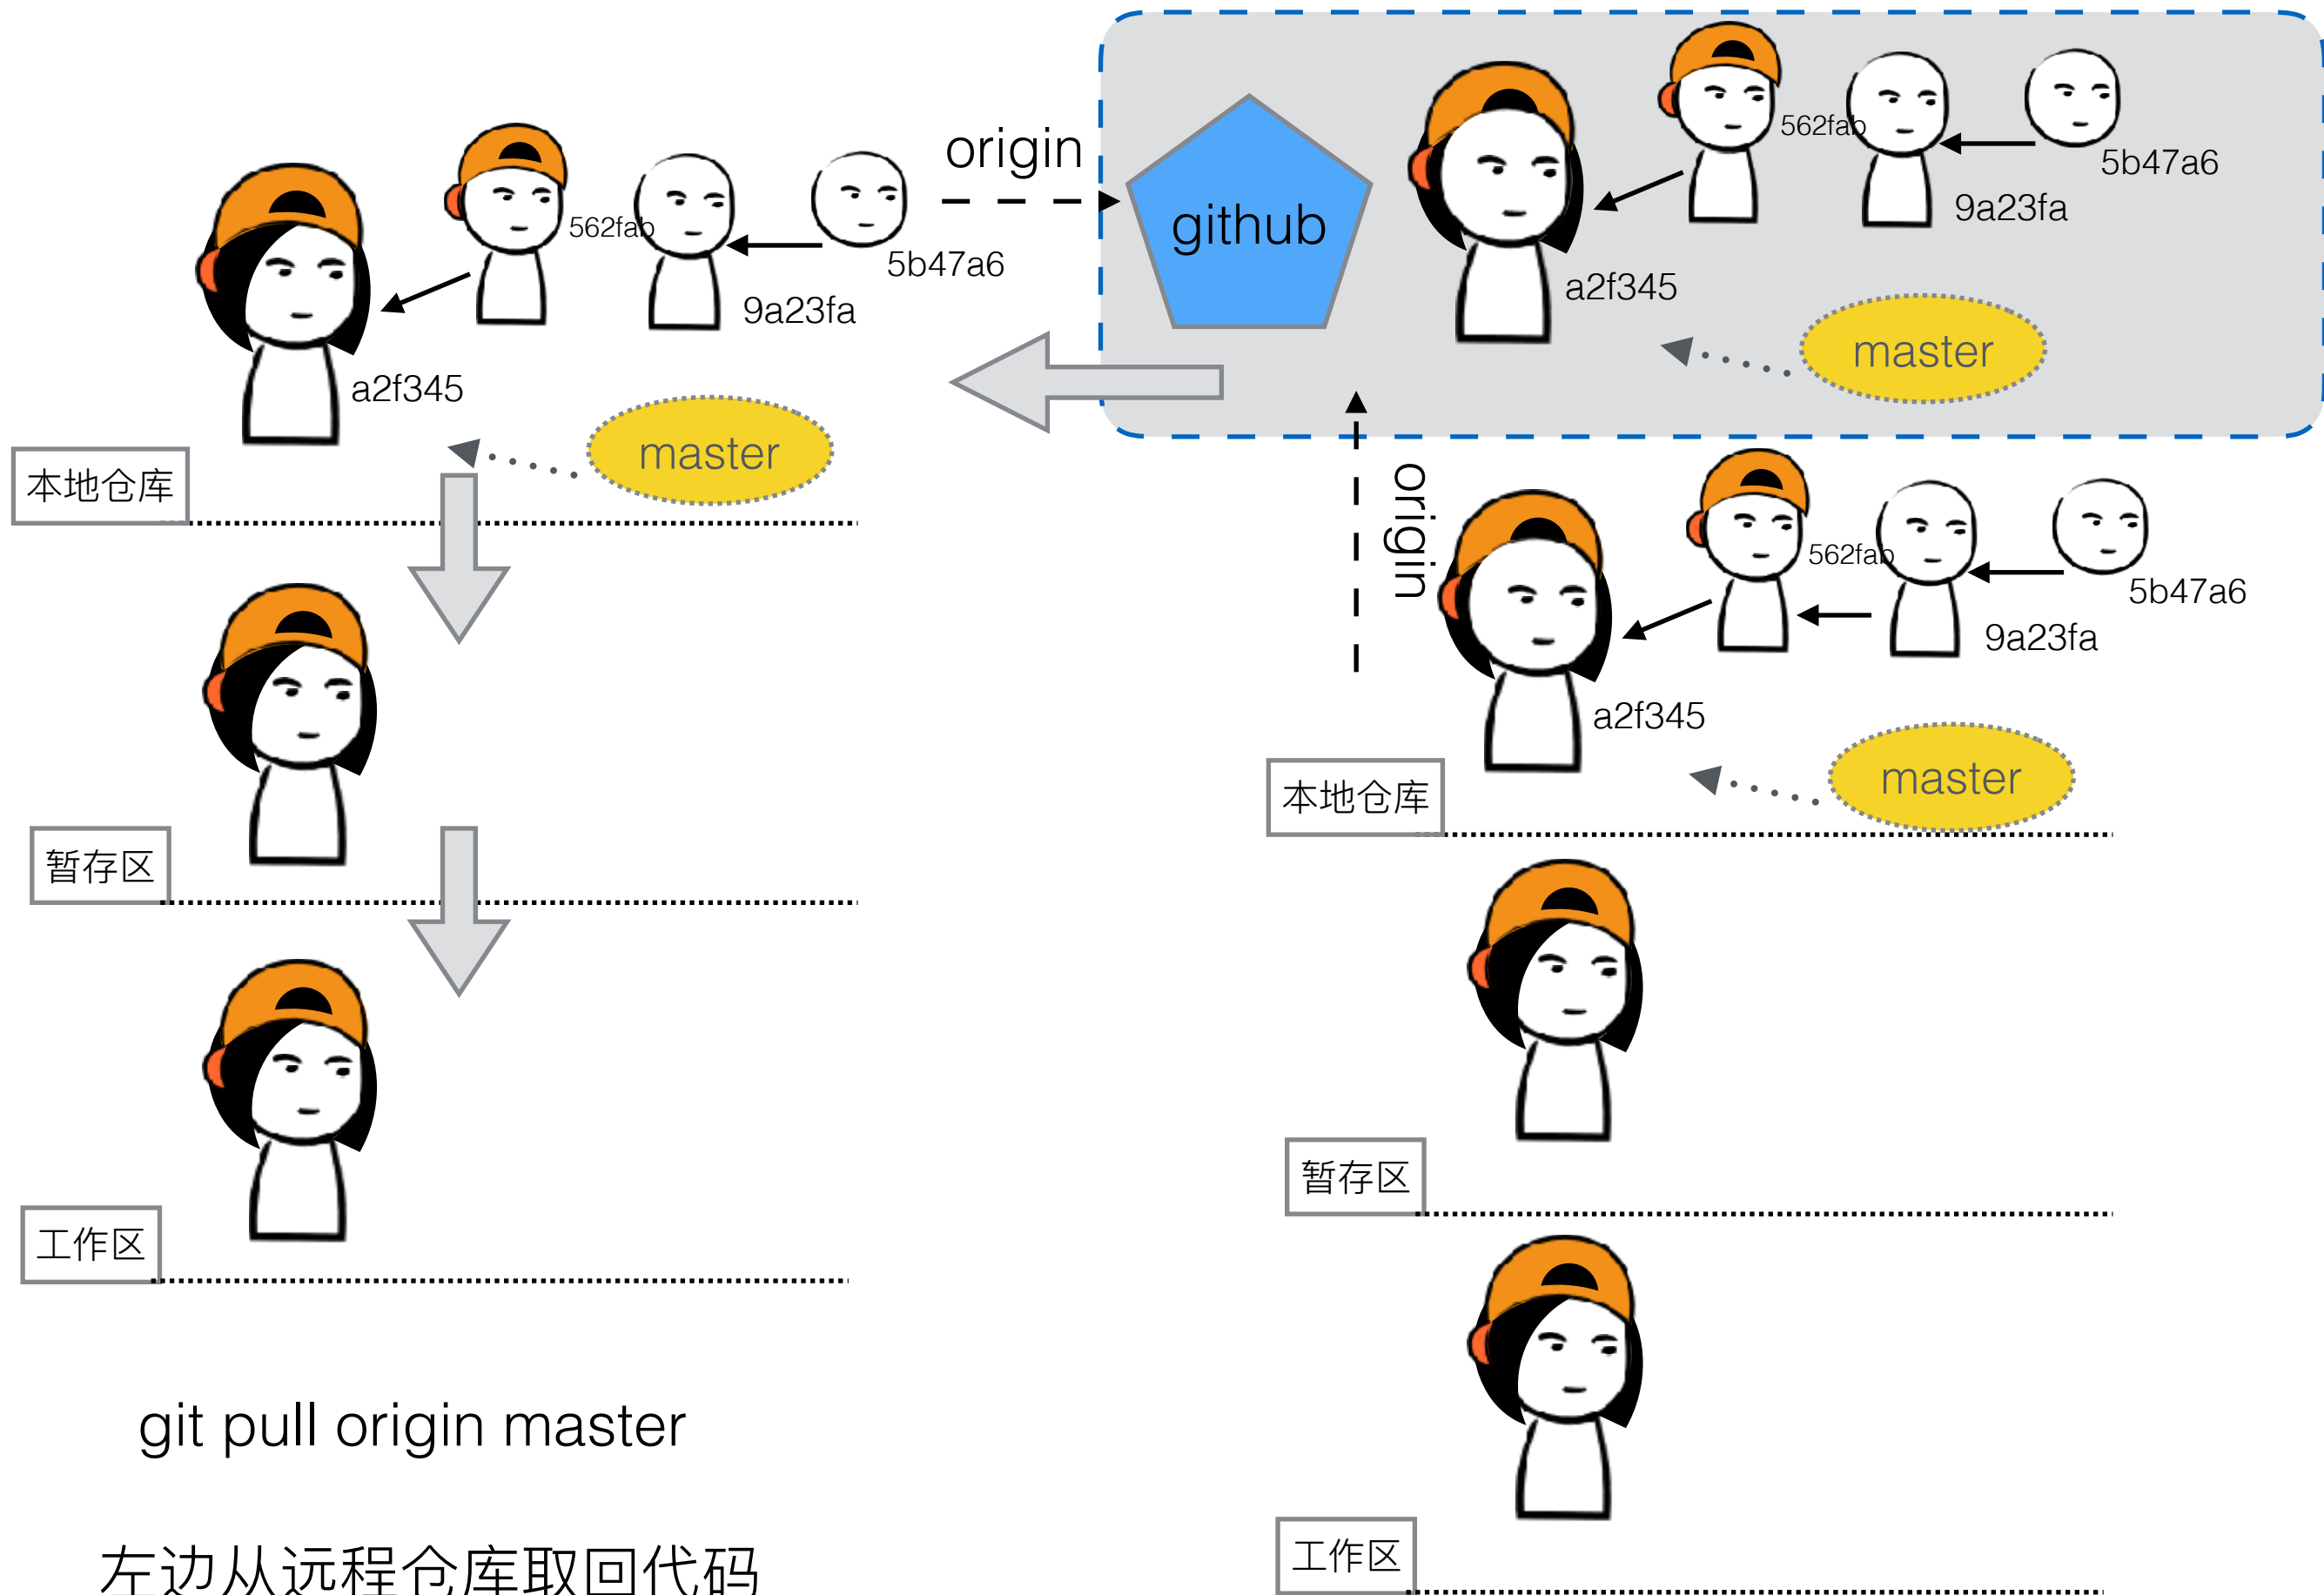 origin
github
562fab
5b47a6
9a23fa
a2f345
master
562fab
5b47a6
9a23fa
a2f345
master
本地仓库
暂存区
工作区
origin
562fab
5b47a6
9a23fa
a2f345
master
本地仓库
暂存区
工作区
git pull origin master
左边从远程仓库取回代码